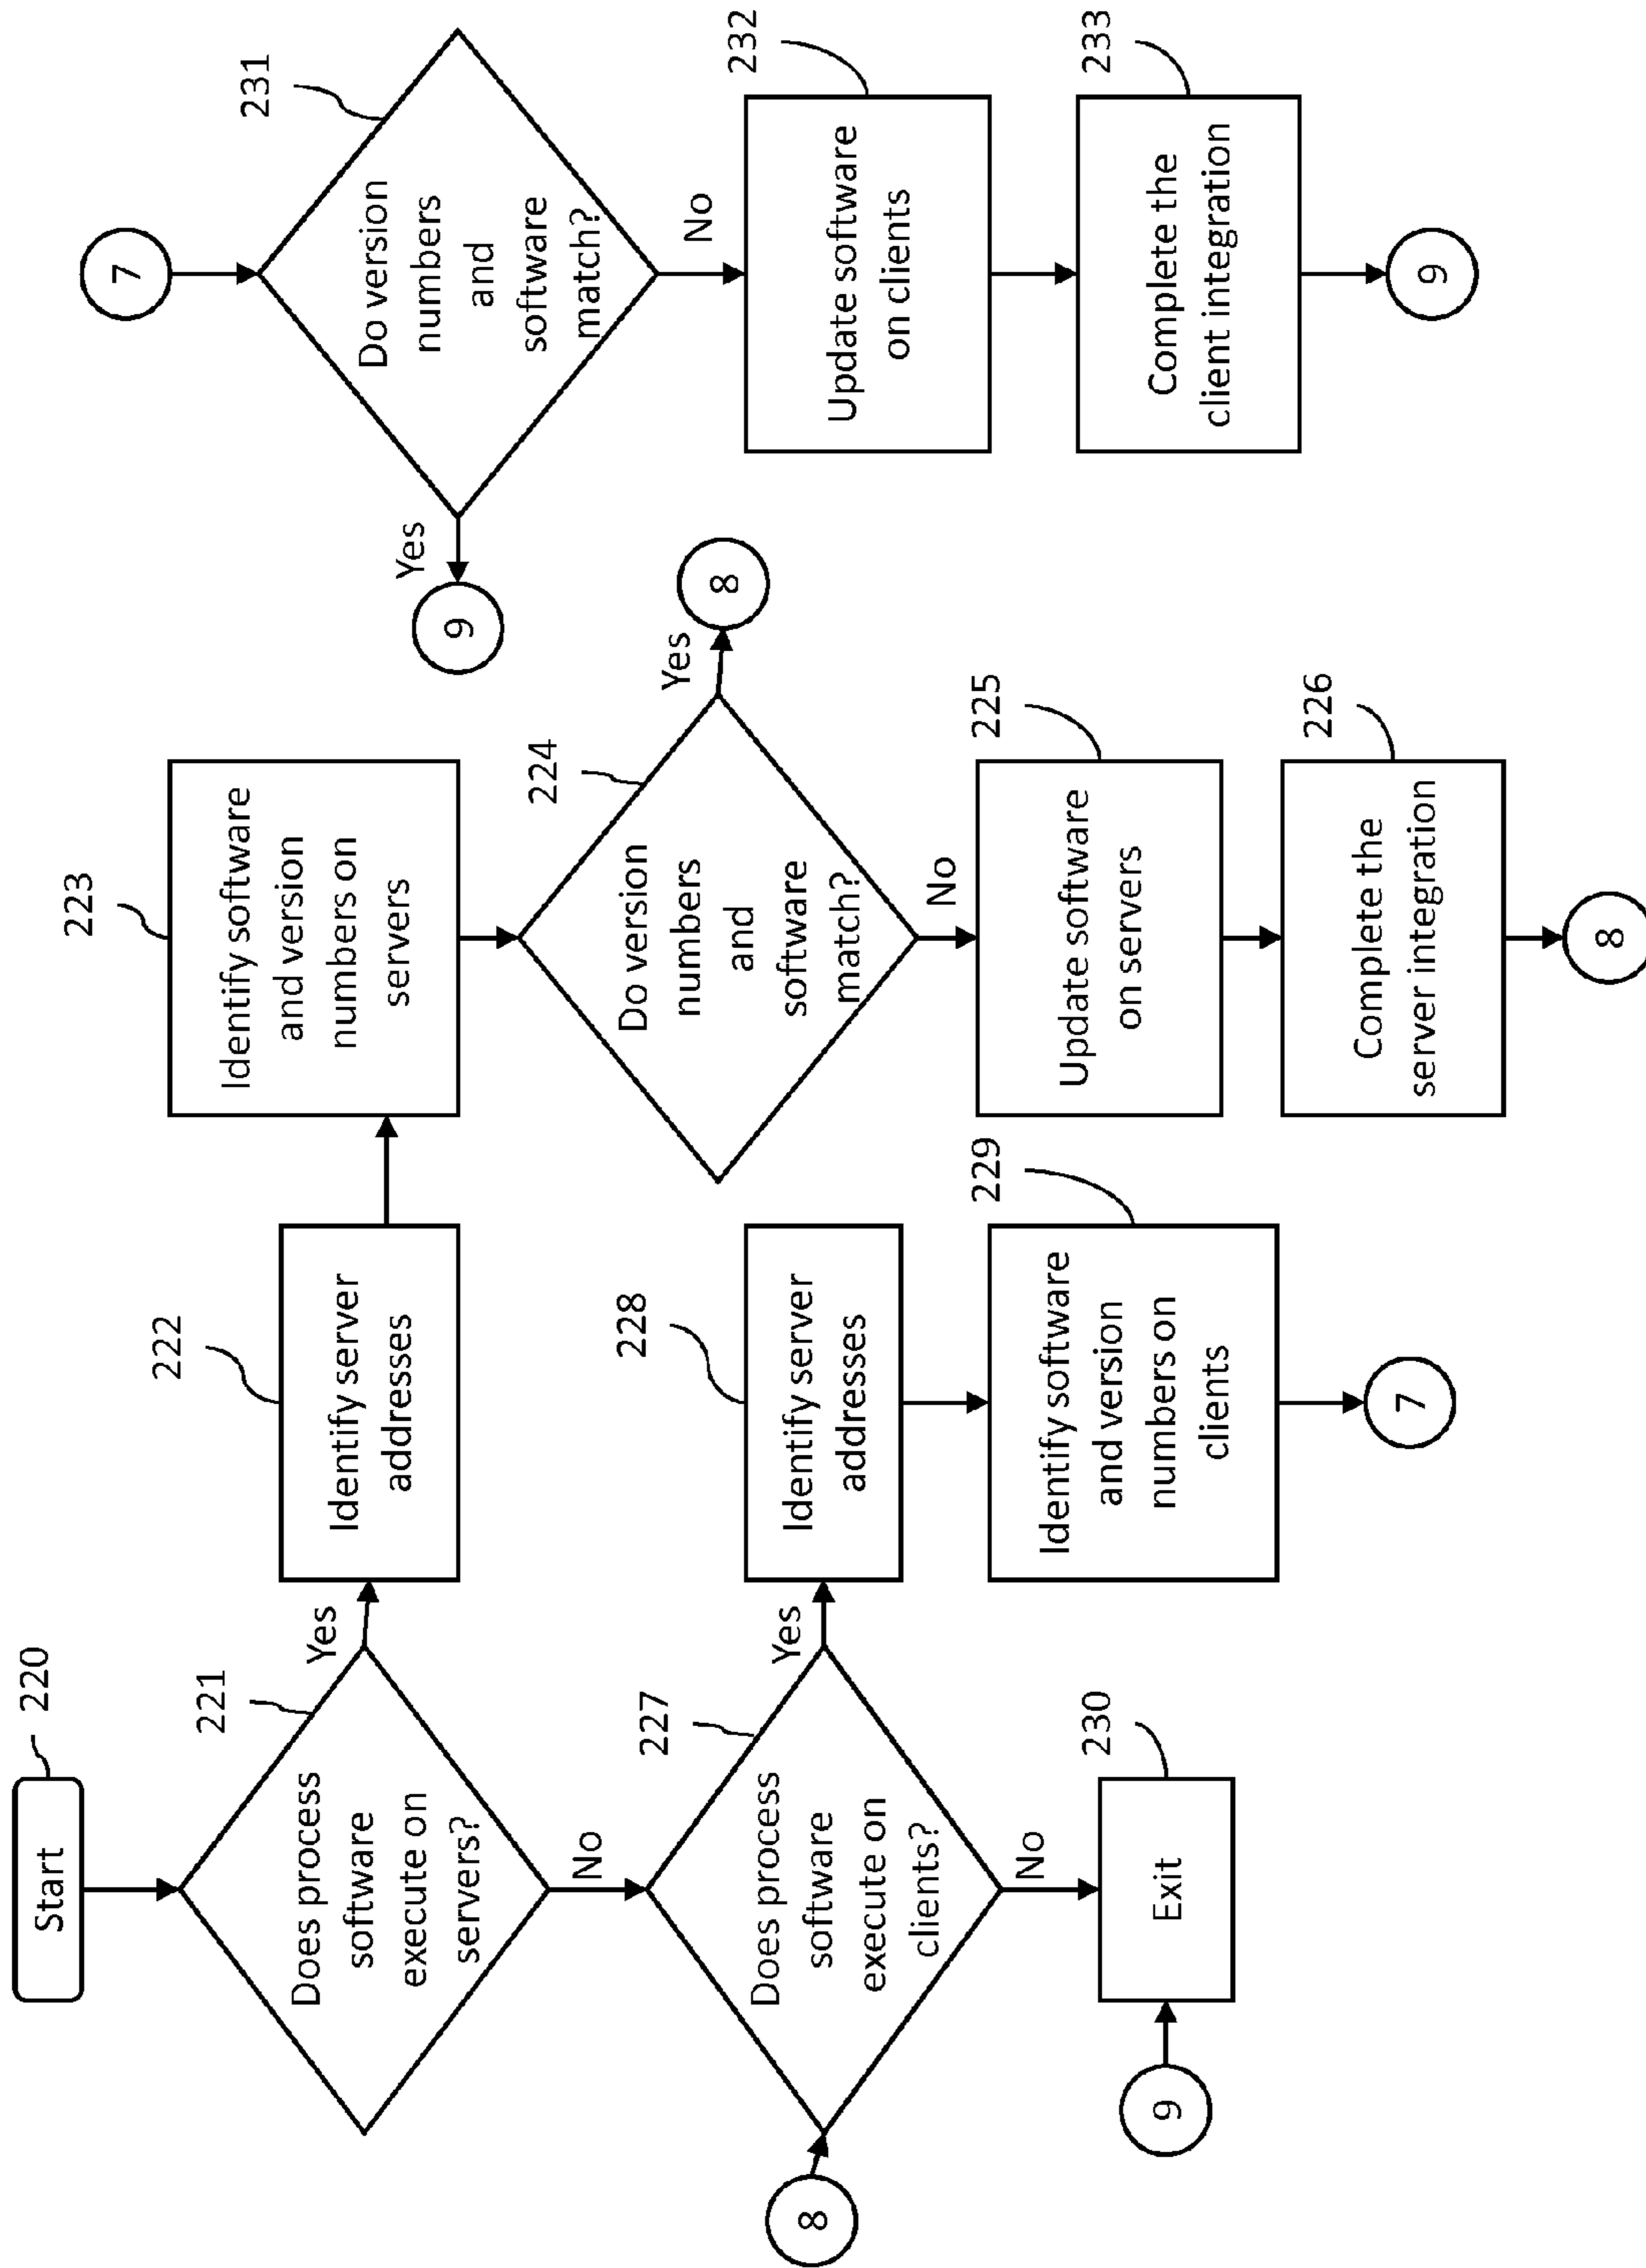 Start
220
Does process
software
execute on
servers?
221
Yes
No
Identify server
addresses
222
Identify software
and version
numbers on
servers
223
Do version
numbers
and
software
match?
224
Yes
8
No
Update software
on servers
225
Complete the
server integration
226
8
8
Does process
software
execute on
clients?
227
Yes
No
Identify server
addresses
228
Identify software
and version
numbers on
clients
229
7
9
Exit
230
7
Do version
numbers
and
software
match?
231
Yes
9
No
Update software
on clients
232
Complete the
client integration
233
9